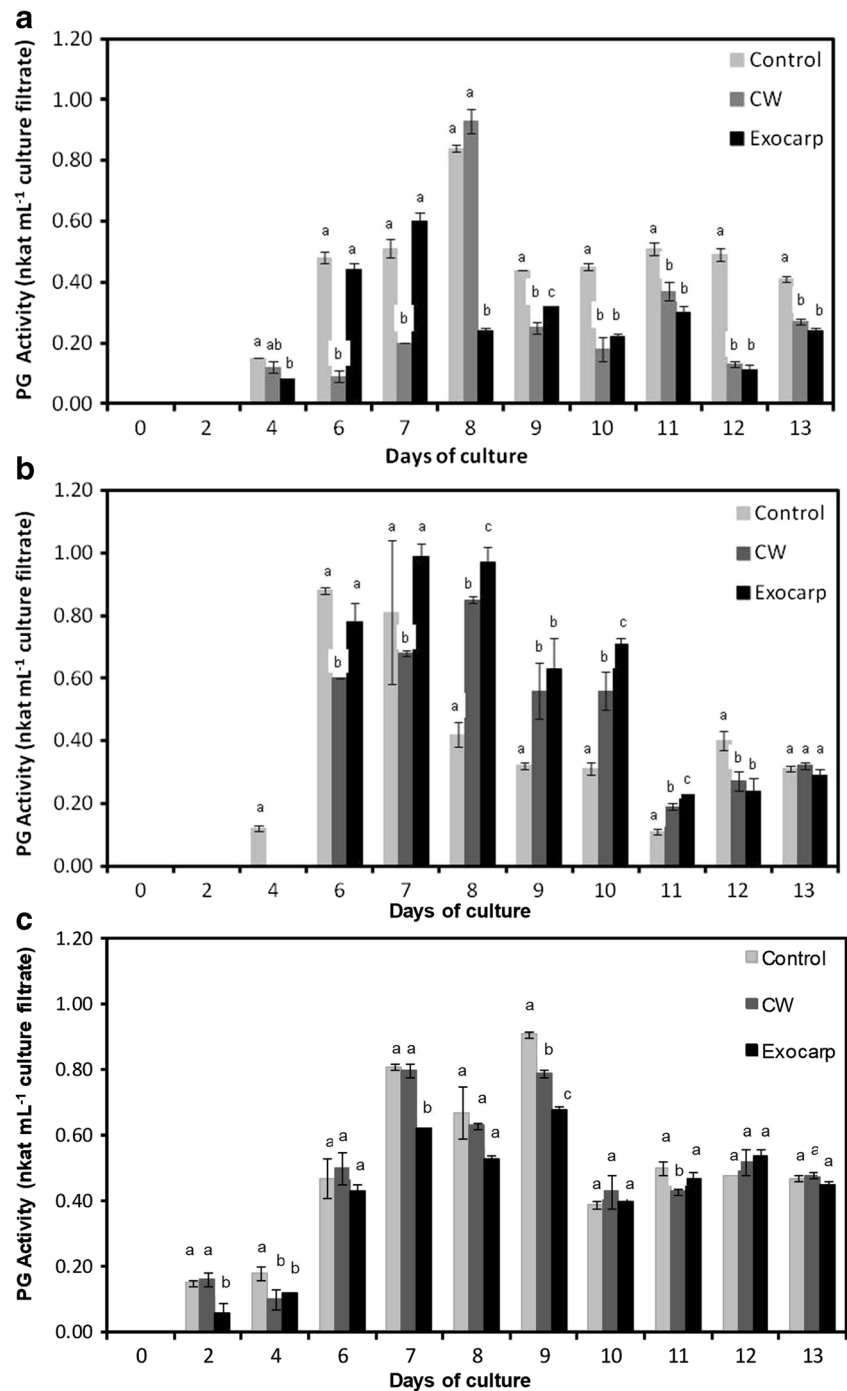 a
PG Activity (nkat mL⁻¹ culture filtrate)
1.20
1.00
0.80
0.60
0.40
0.20
0.00
Control
CW
Exocarp
a ab b
a b a
a b a
a a b
a b c
a b b
a b b
a b b
a b b
0 2 4 6 7 8 9 10 11 12 13
Days of culture
b
PG Activity (nkat mL⁻¹ culture filtrate)
1.20
1.00
0.80
0.60
0.40
0.20
0.00
Control
CW
Exocarp
a
a b a
a b a
a b c
a b b
a b c
a b c
a b b
a a a
0 2 4 6 7 8 9 10 11 12 13
Days of culture
c
PG Activity (nkat mL⁻¹ culture filtrate)
1.20
1.00
0.80
0.60
0.40
0.20
0.00
Control
CW
Exocarp
a a b
a b b
a a a
a a b
a a a
a b c
a a a
a b a
a a a
a a a
0 2 4 6 7 8 9 10 11 12 13
Days of culture